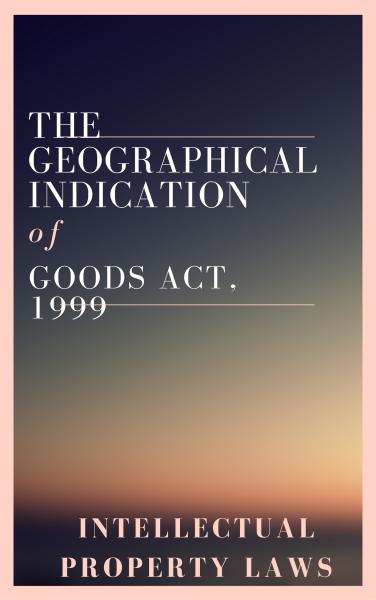 THE
GEOGRAPHICAL
INDICATION
of
GOODS ACT,
1999
INTELLECTUAL
PROPERTY LAWS